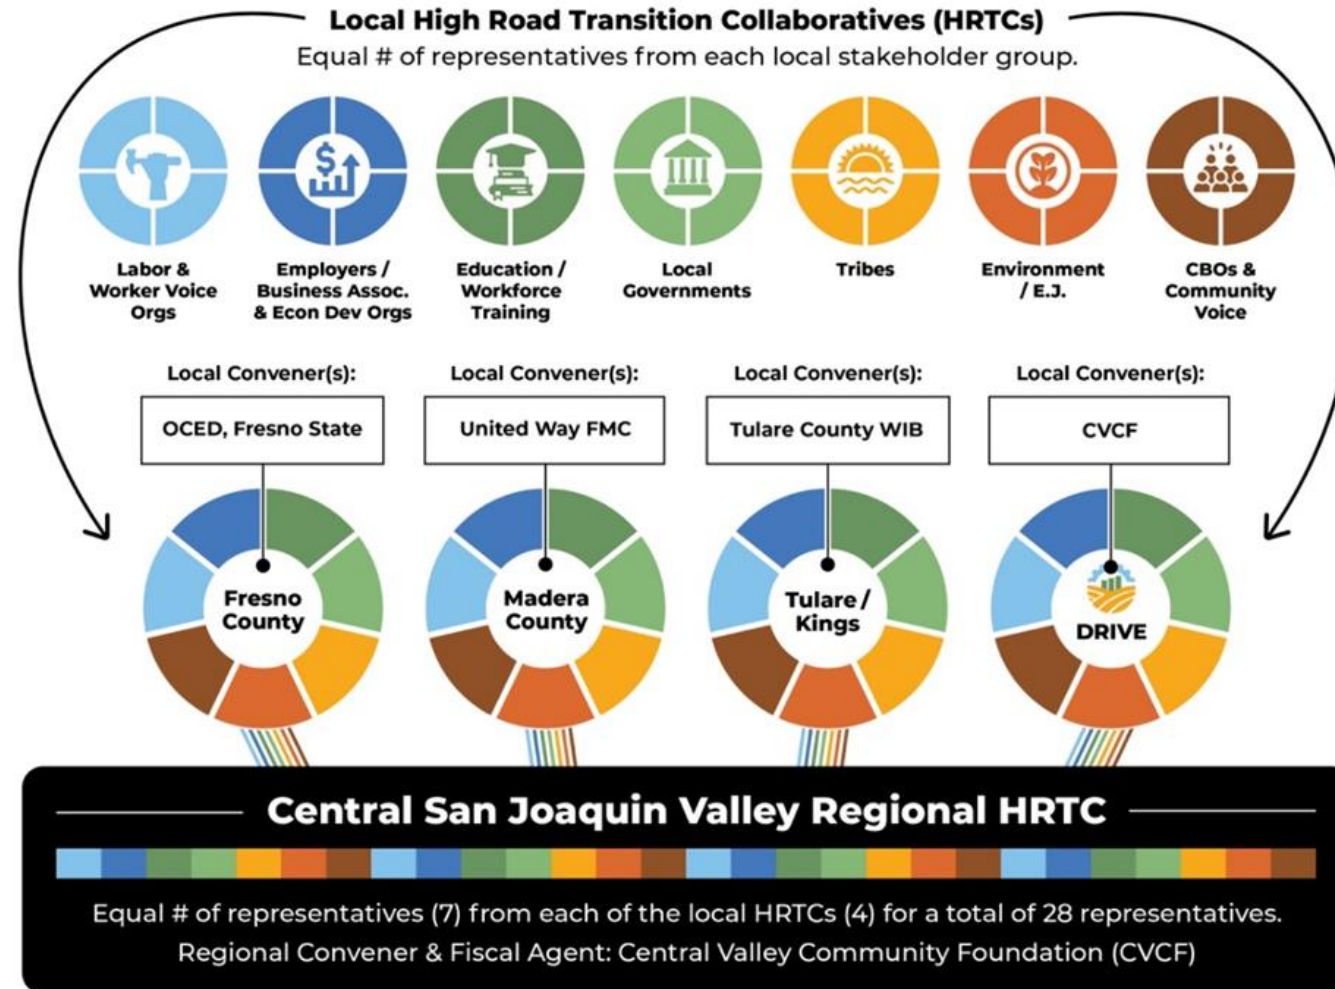 Local High Road Transition Collaboratives (HRTCs)
Equal # of representatives from each local stakeholder group.
$
Labor &
Worker Voice
Orgs
Employers /
Business Assoc.
& Econ Dev Orgs
Education /
Workforce
Training
Local
Governments
Tribes
Environment
/ E.J.
CBOs &
Community
Voice
Local Convener(s):
OCED, Fresno State
Local Convener(s):
United Way FMC
Local Convener(s):
Tulare County WIB
Local Convener(s):
CVCF
Fresno
County
Madera
County
Tulare /
Kings
DRIVE
Central San Joaquin Valley Regional HRTC
Equal # of representatives (7) from each of the local HRTCs (4) for a total of 28 representatives.
Regional Convener & Fiscal Agent: Central Valley Community Foundation (CVCF)